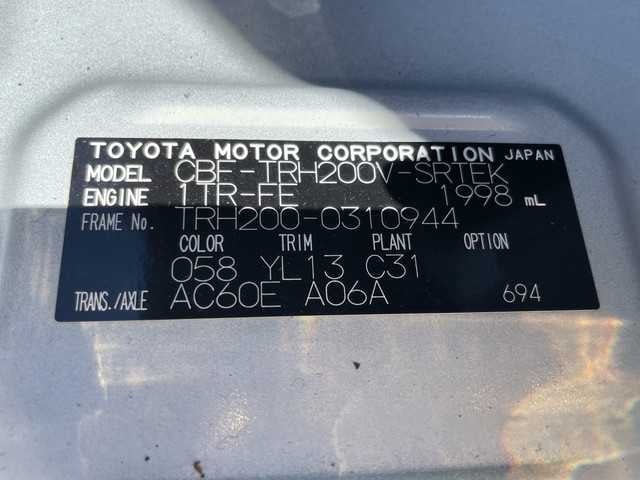 TOYOTA MOTOR CORPORATION JAPAN
MODEL CBF-TRH200V-SRTEK
ENGINE 1TR-FE 1998 mL
FRAME No. TRH200-0310944
COLOR TRIM PLANT OPTION
058 YL13 C31
TRANS./AXLE AC60E A06A 694